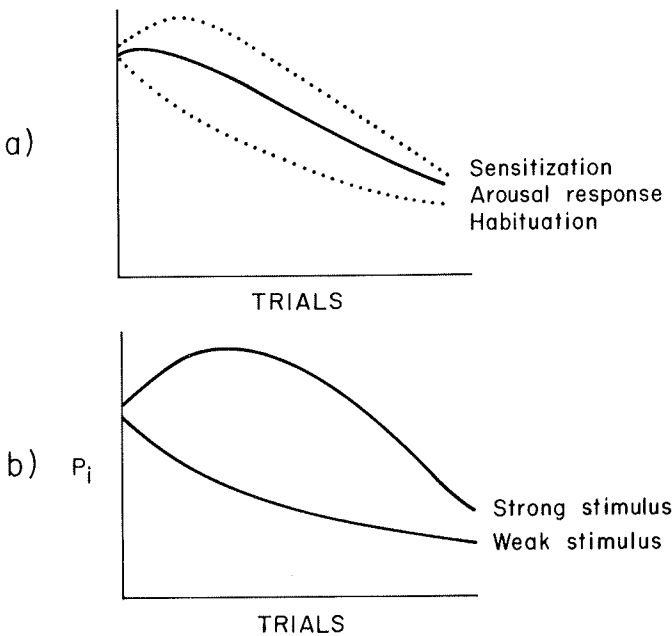 a)
Sensitization
Arousal response
Habituation
TRIALS
b) Pi
Strong stimulus
Weak stimulus
TRIALS